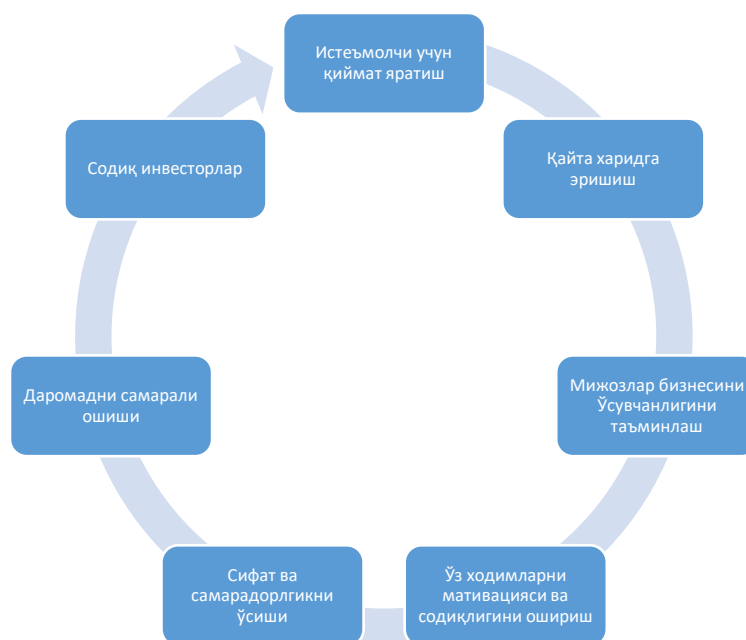 Истеъмолчи учун
қиймат яратиш
Қайта харидга
эришиш
Мижозлар бизнесини
Ўсувчанлигини
таъминлаш
Ўз ходимларни
мативацияси ва
содиқлигини ошириш
Сифат ва
самарадорлгикни
ўсиши
Даромадни самарали
ошиши
Содиқ инвесторлар